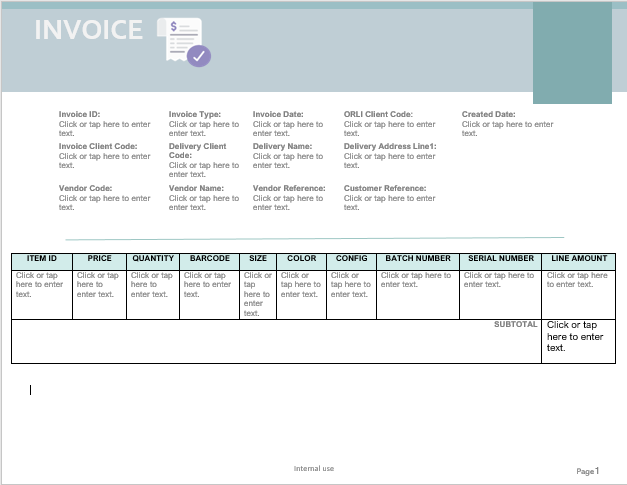 INVOICE
$
Invoice ID: Invoice Type: Invoice Date: ORLI Client Code: Created Date:
Click or tap here to enter Click or tap here to Click or tap here to Click or tap here to enter Click or tap here to enter
text. enter text. enter text. text. text.
Invoice Client Code: Delivery Client Delivery Name: Delivery Address Line1:
Click or tap here to enter Code: Click or tap here to Click or tap here to enter
text. Click or tap here to enter text. text.
enter text.
Vendor Code: Vendor Name: Vendor Reference: Customer Reference:
Click or tap here to enter Click or tap here to Click or tap here to Click or tap here to enter
text. enter text. enter text. text.
ITEM ID PRICE QUANTITY BARCODE SIZE COLOR CONFIG BATCH NUMBER SERIAL NUMBER LINE AMOUNT
Click or tap Click or tap Click or tap Click or tap Click or Click or Click or Click or tap here to Click or tap here to Click or tap here
here to enter here to here to here to enter tap tap here to tap here to enter text. enter text. to enter text.
text. enter text. enter text. text. here to enter text. enter text.
enter
text.
SUBTOTAL Click or tap
here to enter
text.
Internal use
Page1